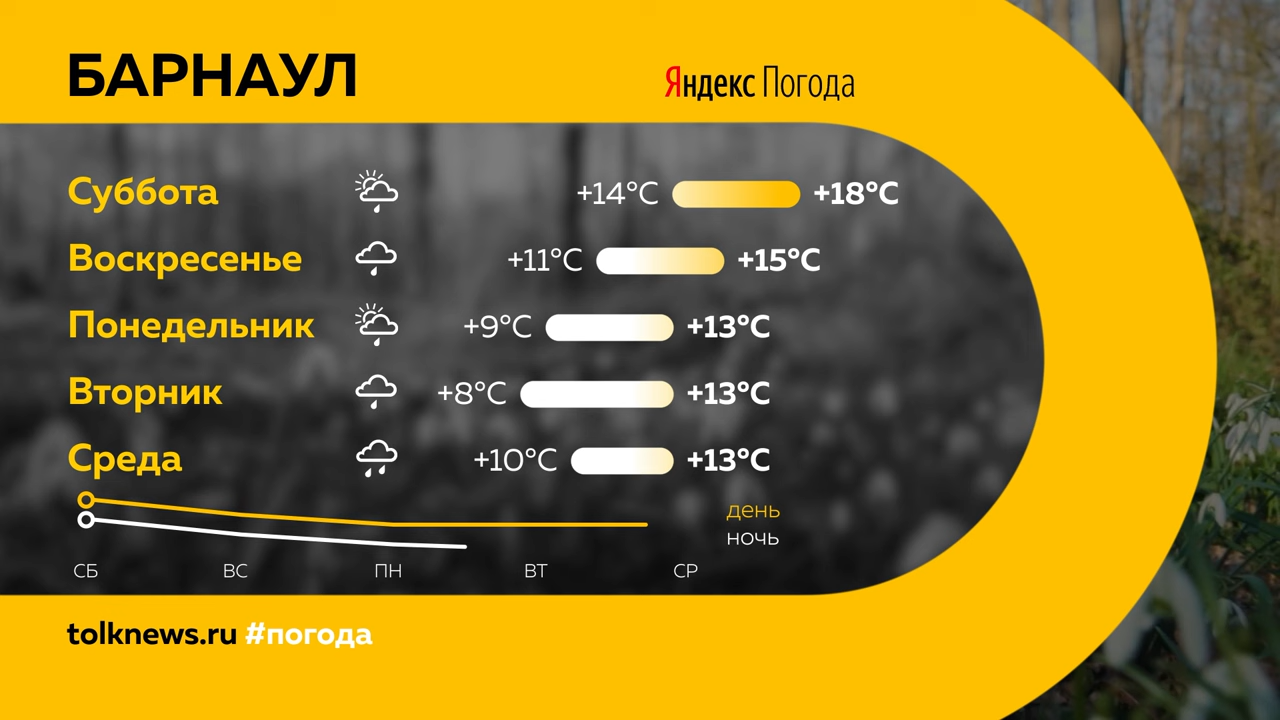 БАРНАУЛ
Яндекс Погода
Суббота +14°C +18°C
Воскресенье +11°C +15°C
Понедельник +9°C +13°C
Вторник +8°C +13°C
Среда +10°C +13°C
день
ночь
СБ ВС ПН ВТ СР
tolknews.ru #погода